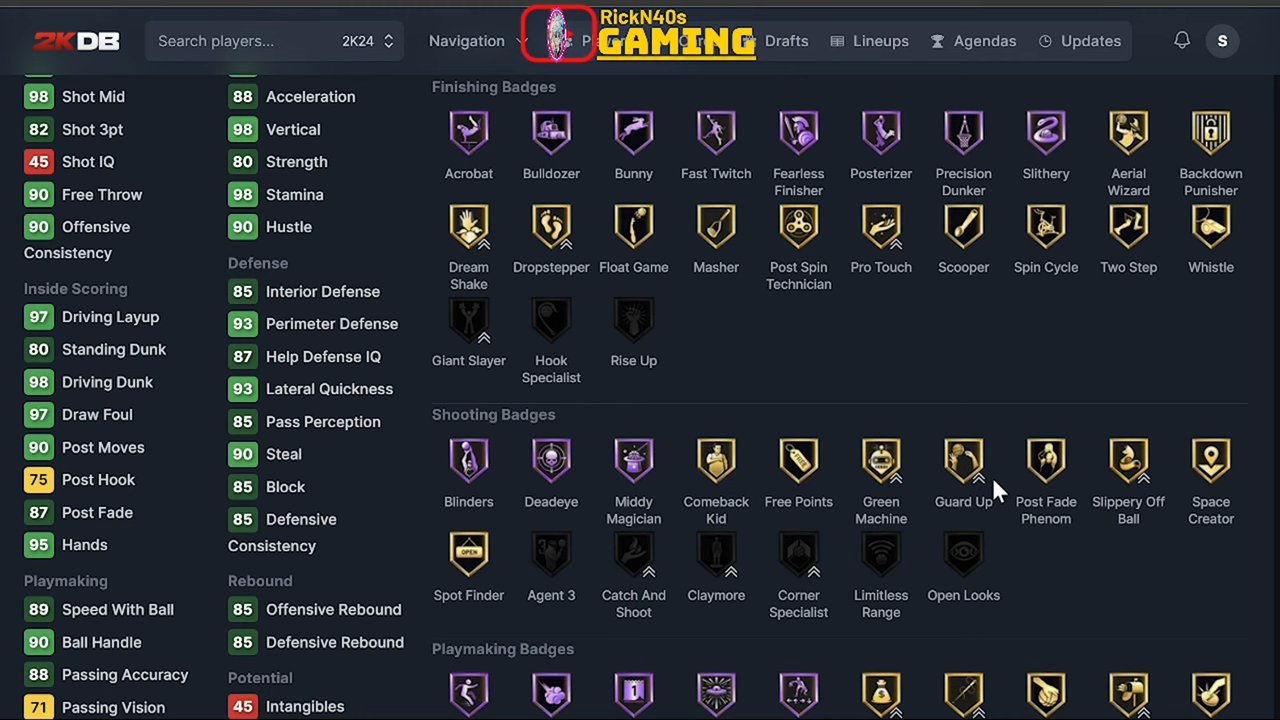 2KDB
Search players...
2K24
Navigation
RickN40s
GAMING
Drafts
Lineups
Agendas
Updates
S
98 Shot Mid
82 Shot 3pt
45 Shot IQ
90 Free Throw
90 Offensive
Consistency
Inside Scoring
97 Driving Layup
80 Standing Dunk
98 Driving Dunk
97 Draw Foul
90 Post Moves
75 Post Hook
87 Post Fade
95 Hands
Playmaking
89 Speed With Ball
90 Ball Handle
88 Passing Accuracy
71 Passing Vision
88 Acceleration
98 Vertical
80 Strength
98 Stamina
90 Hustle
Defense
85 Interior Defense
93 Perimeter Defense
87 Help Defense IQ
93 Lateral Quickness
85 Pass Perception
90 Steal
85 Block
85 Defensive
Consistency
Rebound
85 Offensive Rebound
85 Defensive Rebound
Potential
45 Intangibles
Finishing Badges
Acrobat
Bulldozer
Bunny
Fast Twitch
Fearless
Finisher
Posterizer
Precision
Dunker
Slithery
Aerial
Wizard
Backdown
Punisher
Dream
Shake
Dropstepper
Float Game
Masher
Post Spin
Technician
Pro Touch
Scooper
Spin Cycle
Two Step
Whistle
Giant Slayer
Hook
Specialist
Rise Up
Shooting Badges
Blinders
Deadeye
Middy
Magician
Comeback
Kid
Free Points
Green
Machine
Guard Up
Post Fade
Phenom
Slippery Off
Ball
Space
Creator
OPEN
Spot Finder
Agent 3
Catch And
Shoot
Claymore
Corner
Specialist
Limitless
Range
Open Looks
Playmaking Badges
1